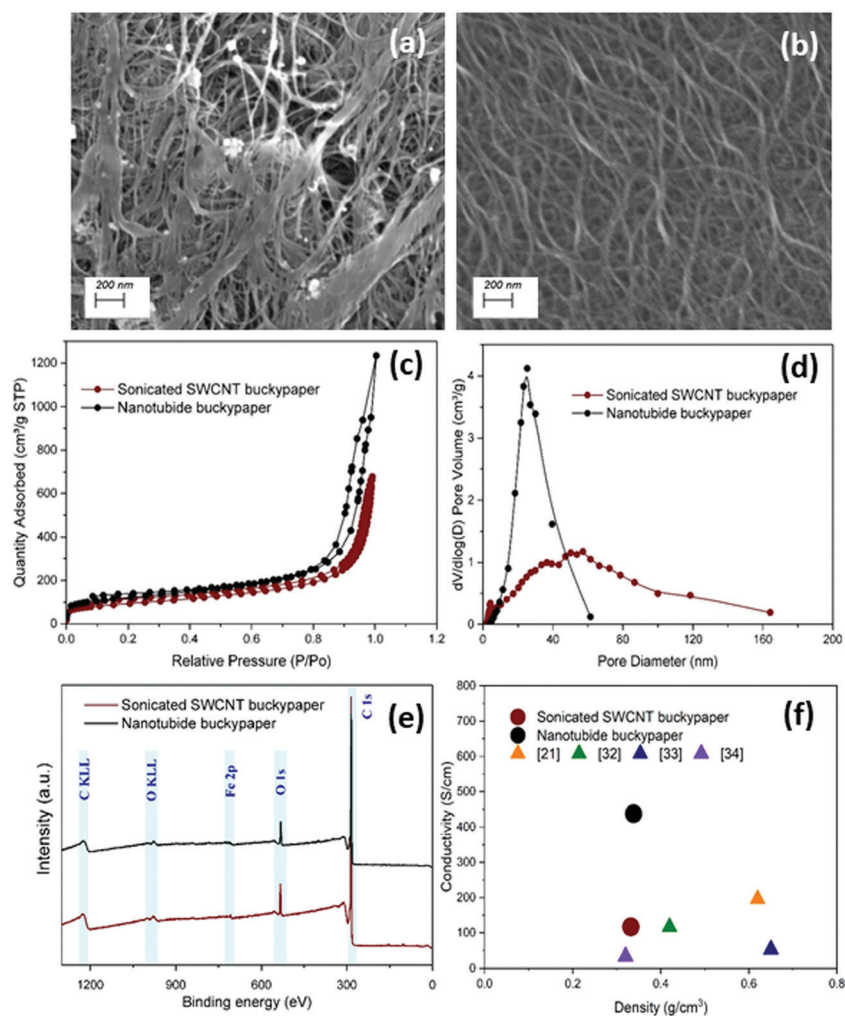 (a)
200 nm
(b)
200 nm
(c)
Sonicated SWCNT buckypaper
Nanotubide buckypaper
Quantity Adsorbed (cm³/g STP)
1200
1000
800
600
400
200
0
0.0 0.2 0.4 0.6 0.8 1.0 1.2
Relative Pressure (P/Po)
(d)
Sonicated SWCNT buckypaper
Nanotubide buckypaper
dV/dlog(D) Pore Volume (cm³/g)
4
3
2
1
0
0 40 80 120 160 200
Pore Diameter (nm)
(e)
Sonicated SWCNT buckypaper
Nanotubide buckypaper
C KLL
O KLL
Fe 2p
O 1s
C 1s
Intensity (a.u.)
1200 900 600 300 0
Binding energy (eV)
(f)
Sonicated SWCNT buckypaper
Nanotubide buckypaper
[21] [32] [33] [34]
Conductivity (S/cm)
800
700
600
500
400
300
200
100
0
0.0 0.2 0.4 0.6 0.8
Density (g/cm³)